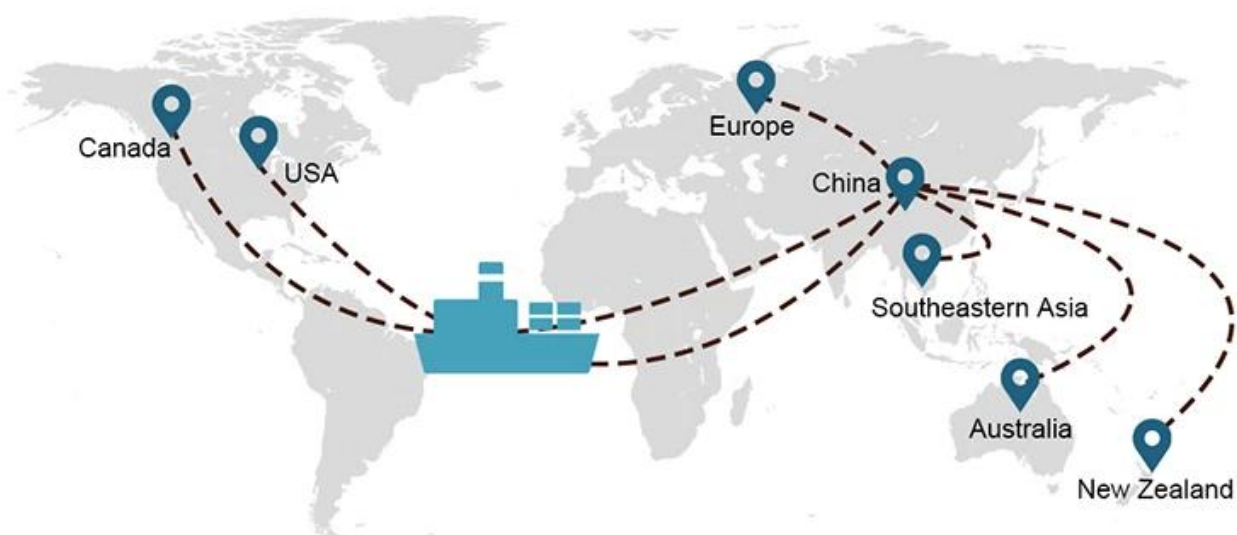 Canada
USA
Europe
China
Southeastern Asia
Australia
New Zealand